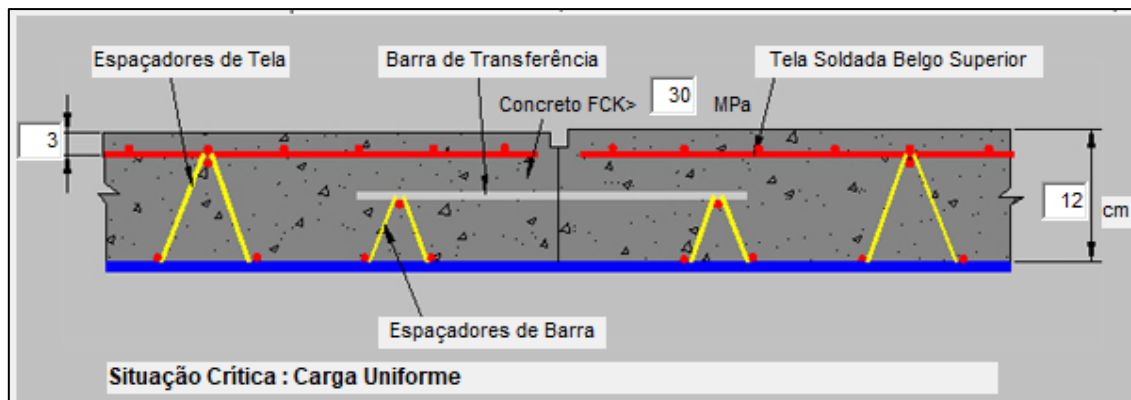 Espaçadores de Tela
Barra de Transferência
Tela Soldada Belgo Superior
Concreto FCK> 30 MPa
3
12 cm
Espaçadores de Barra
Situação Crítica : Carga Uniforme